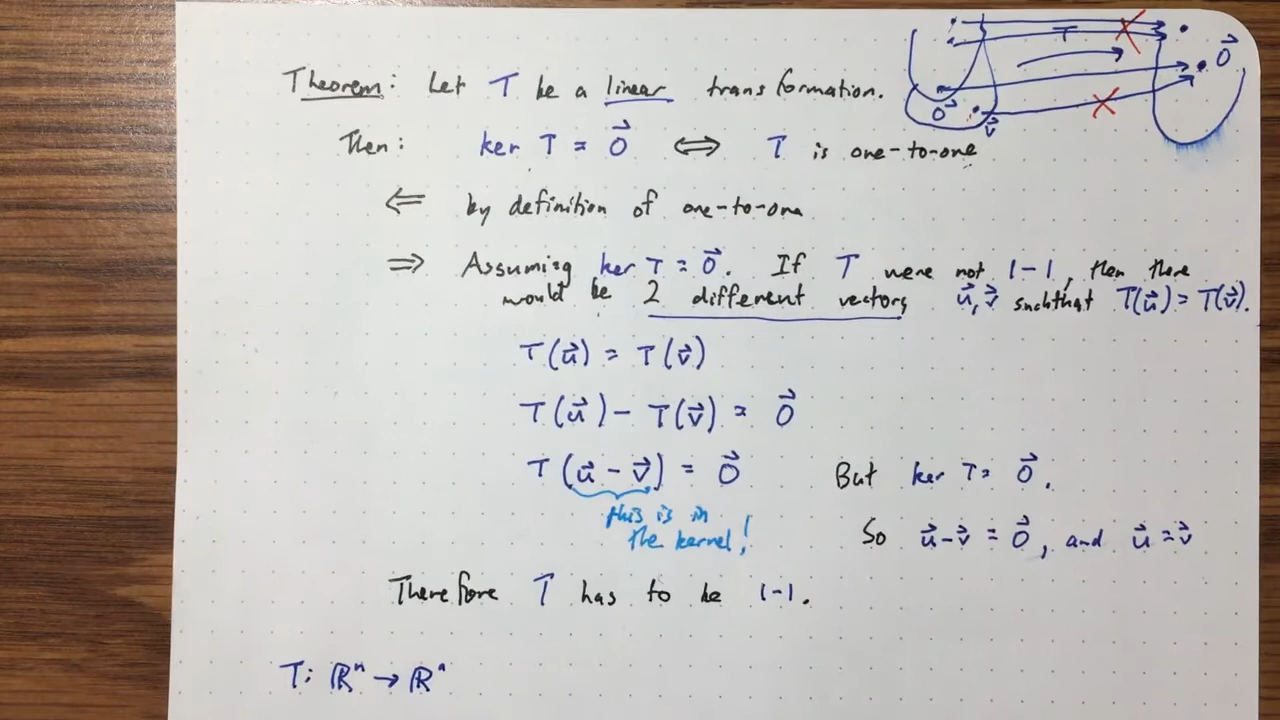 Theorem: Let T be a linear transformation.
Then: ker T = 0⃗ ⇔ T is one-to-one
⇐ by definition of one-to-one
⇒ Assuming ker T = 0⃗. If T were not 1-1, then there
would be 2 different vectors u⃗, v⃗ such that T(u⃗) = T(v⃗).
T(u⃗) = T(v⃗)
T(u⃗) - T(v⃗) = 0⃗
T(u⃗ - v⃗) = 0⃗ But ker T = 0⃗.
this is in
the kernel!
So u⃗-v⃗ = 0⃗, and u⃗ = v⃗
Therefore T has to be 1-1.
T: ℝⁿ → ℝⁿ
T
0⃗
0⃗
v⃗